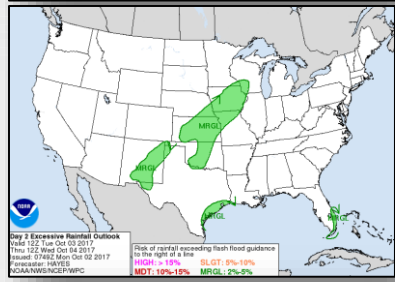 MRGL
MRGL
MRGL
MRGL
NOAA
Day 2 Excessive Rainfall Outlook
Valid 12Z Tue Oct 03 2017
Thru 12Z Wed Oct 04 2017
Issued: 0749Z Mon Oct 02 2017
Forecaster: HAYES
NOAA/NWS/NCEP/WPC
Risk of rainfall exceeding flash flood guidance
to the right of a line
HIGH: > 15% SLGT: 5%-10%
MDT: 10%-15% MRGL: 2%-5%